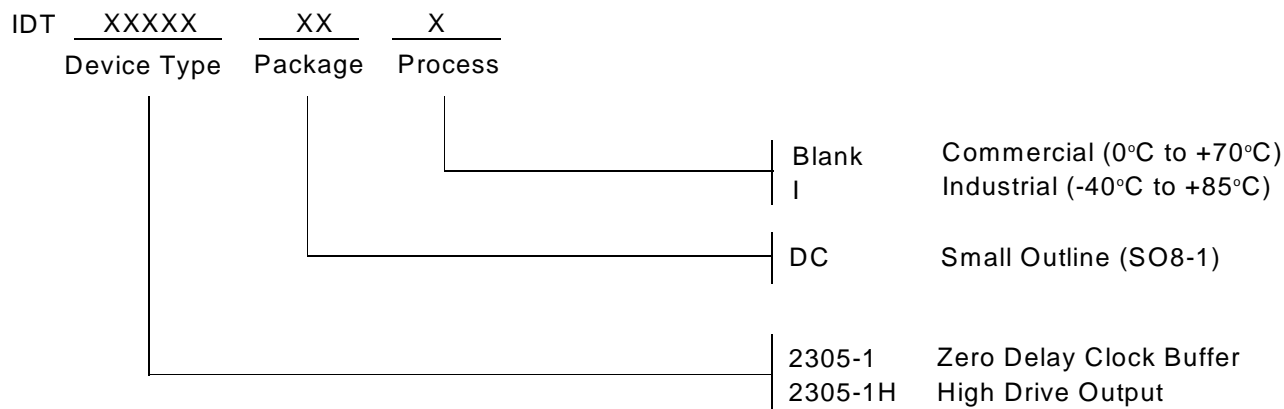 IDT XXXXX XX X
Device Type Package Process
Blank Commercial (0°C to +70°C)
I Industrial (-40°C to +85°C)
DC Small Outline (SO8-1)
2305-1 Zero Delay Clock Buffer
2305-1H High Drive Output